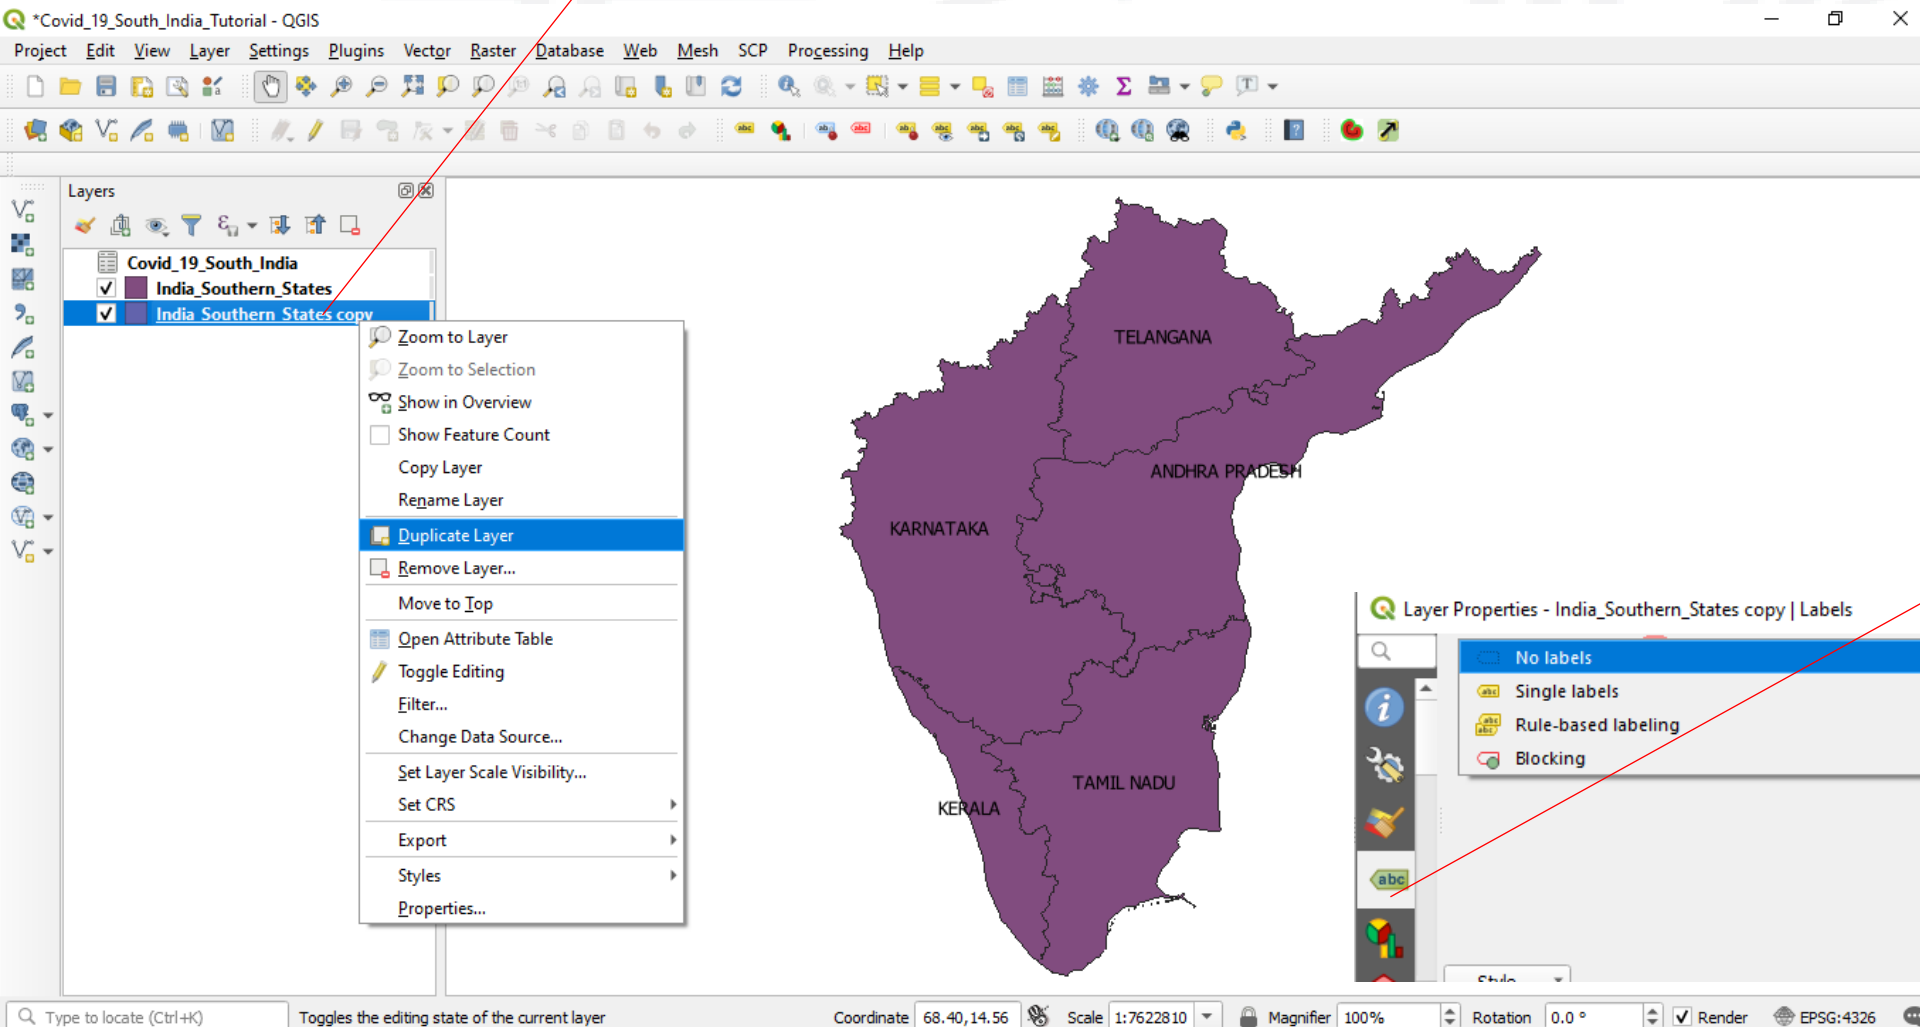 *Covid_19_South_India_Tutorial - QGIS
Project Edit View Layer Settings Plugins Vector Raster Database Web Mesh SCP Processing Help
Layers
Covid_19_South_India
India_Southern_States
India_Southern_States copy
Zoom to Layer
Zoom to Selection
Show in Overview
Show Feature Count
Copy Layer
Rename Layer
Duplicate Layer
Remove Layer...
Move to Top
Open Attribute Table
Toggle Editing
Filter...
Change Data Source...
Set Layer Scale Visibility...
Set CRS
Export
Styles
Properties...
TELANGANA
ANDHRA PRADESH
KARNATAKA
TAMIL NADU
KERALA
Layer Properties - India_Southern_States copy | Labels
No labels
Single labels
Rule-based labeling
Blocking
abc
Style
Type to locate (Ctrl+K) Toggles the editing state of the current layer Coordinate 68.40,14.56 Scale 1:7622810 Magnifier 100% Rotation 0.0 ° Render EPSG:4326